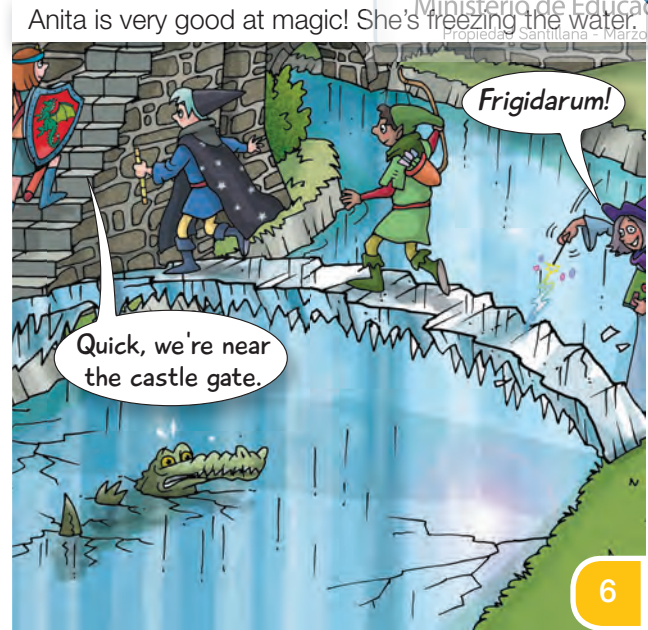 Ministerio de Educac
Propiedad Santillana - Marzo
Anita is very good at magic! She's freezing the water.
Frigidarum!
Quick, we're near
the castle gate.
6